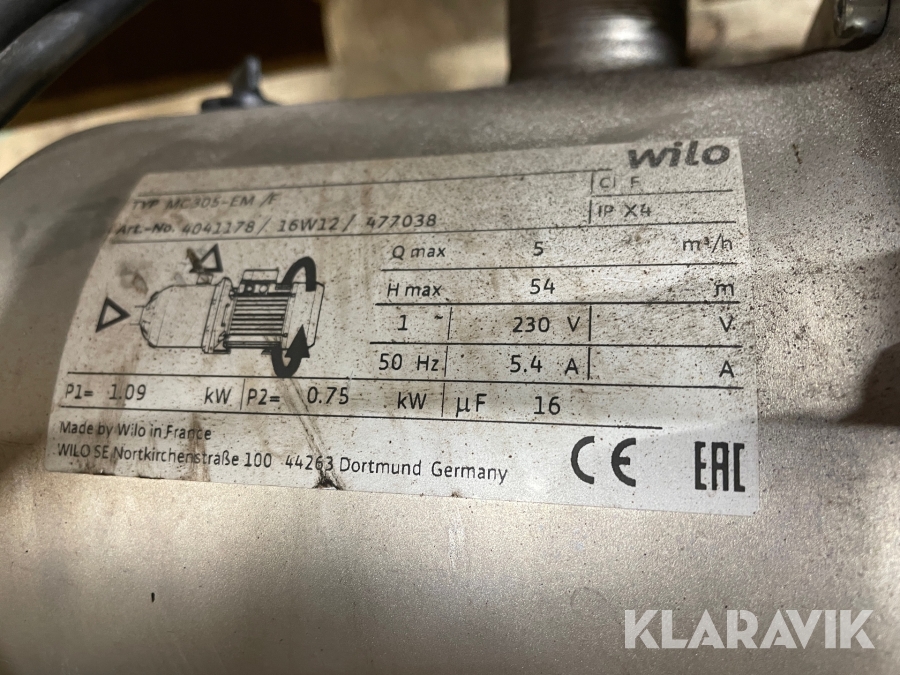 wilo
TYP MC305-EM /E Cl F
Art.-No. 4041178/ 16W12/ 477038 IP X4
Q max 5 m³/h
H max 54 m
1 ~ 230 V V
50 Hz 5.4 A A
P1= 1.09 kW P2= 0.75 kW µF 16
Made by Wilo in France
WILO SE Nortkirchenstraße 100 44263 Dortmund Germany
CE EAC
KLARAVIK